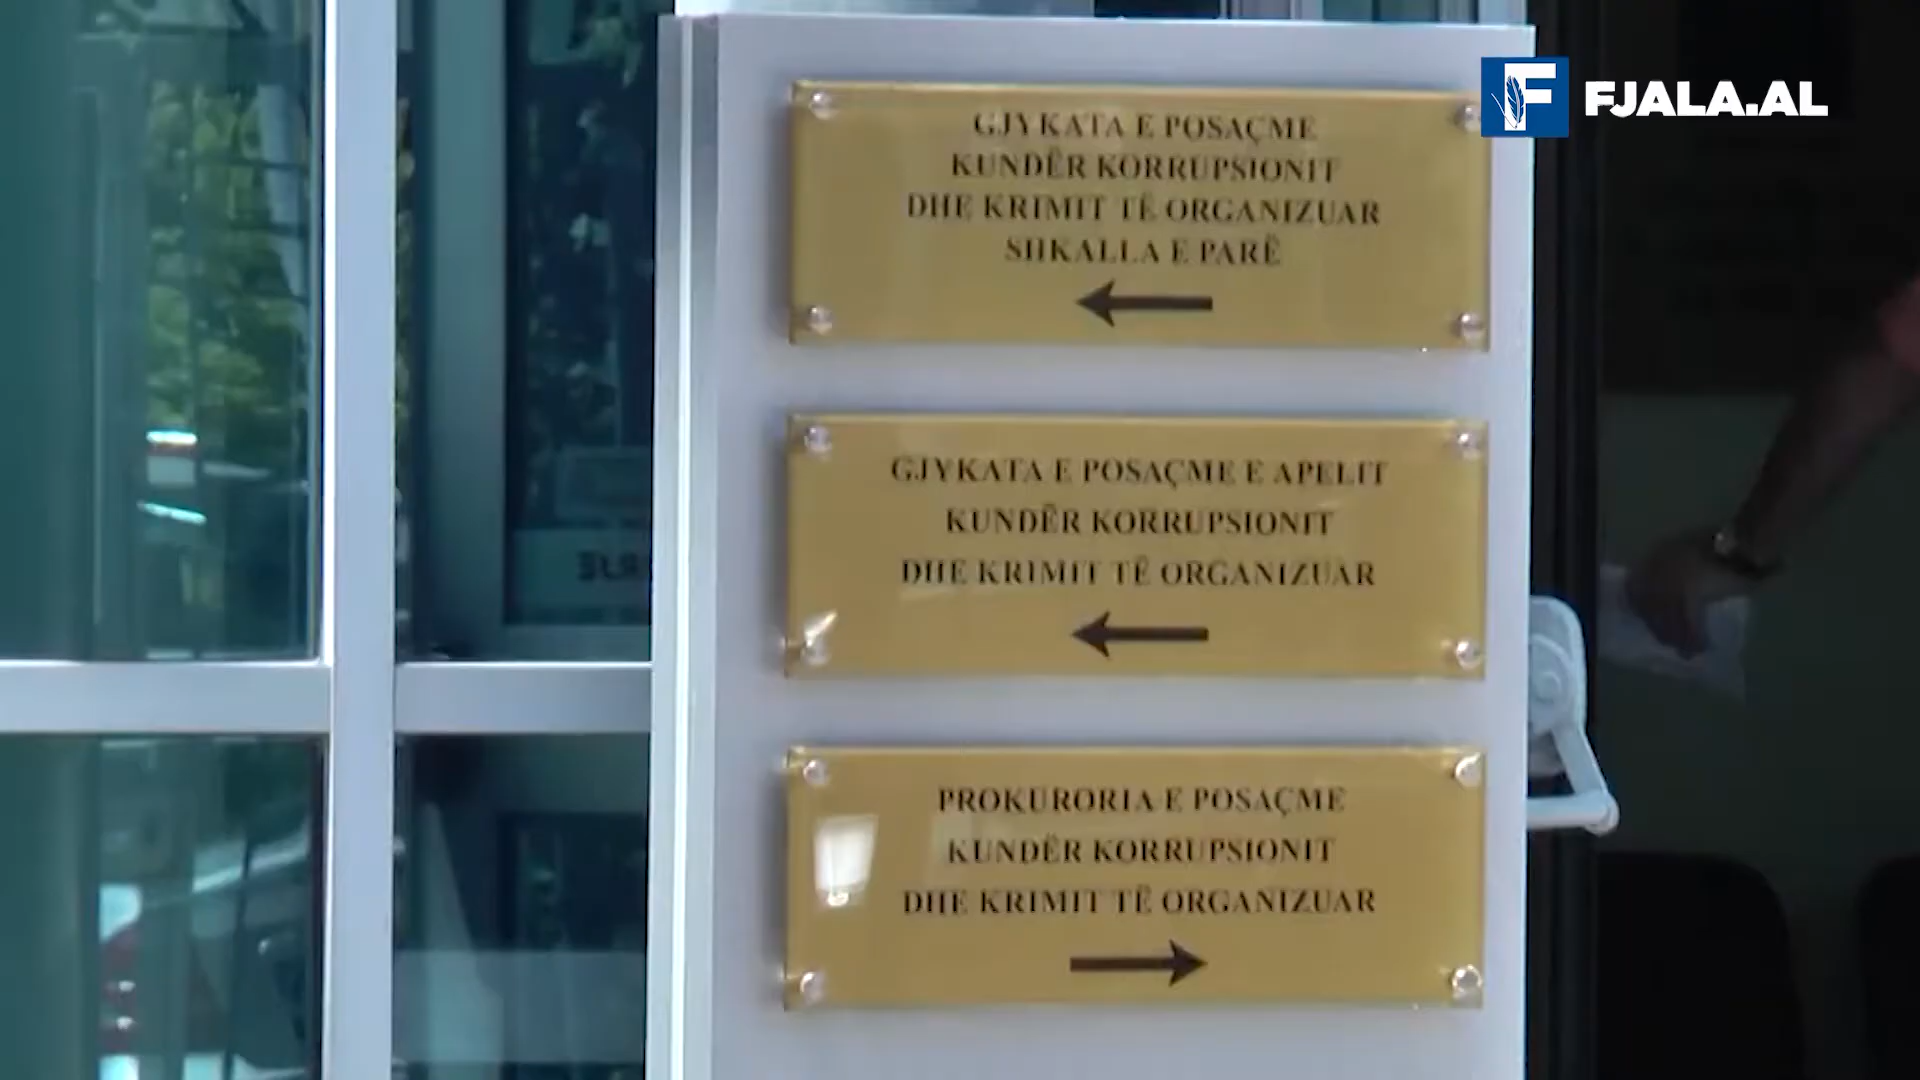 FJALA.AL
GJYKATA E POSAÇME
KUNDËR KORRUPSIONIT
DHE KRIMIT TË ORGANIZUAR
SHKALLA E PARË
GJYKATA E POSAÇME E APELIT
KUNDËR KORRUPSIONIT
DHE KRIMIT TË ORGANIZUAR
PROKURORIA E POSAÇME
KUNDËR KORRUPSIONIT
DHE KRIMIT TË ORGANIZUAR